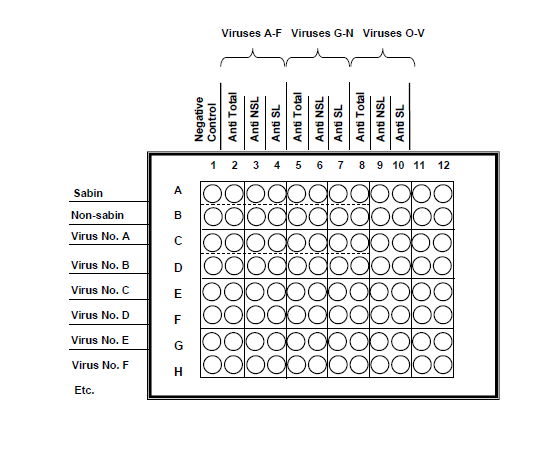 Viruses A-F Viruses G-N Viruses O-V
Negative
Control
Anti Total
Anti NSL
Anti SL
Anti Total
Anti NSL
Anti SL
Anti Total
Anti NSL
Anti SL
1 2 3 4 5 6 7 8 9 10 11 12
Sabin A
Non-sabin B
Virus No. A C
Virus No. B D
Virus No. C E
Virus No. D F
Virus No. E G
Virus No. F H
Etc.